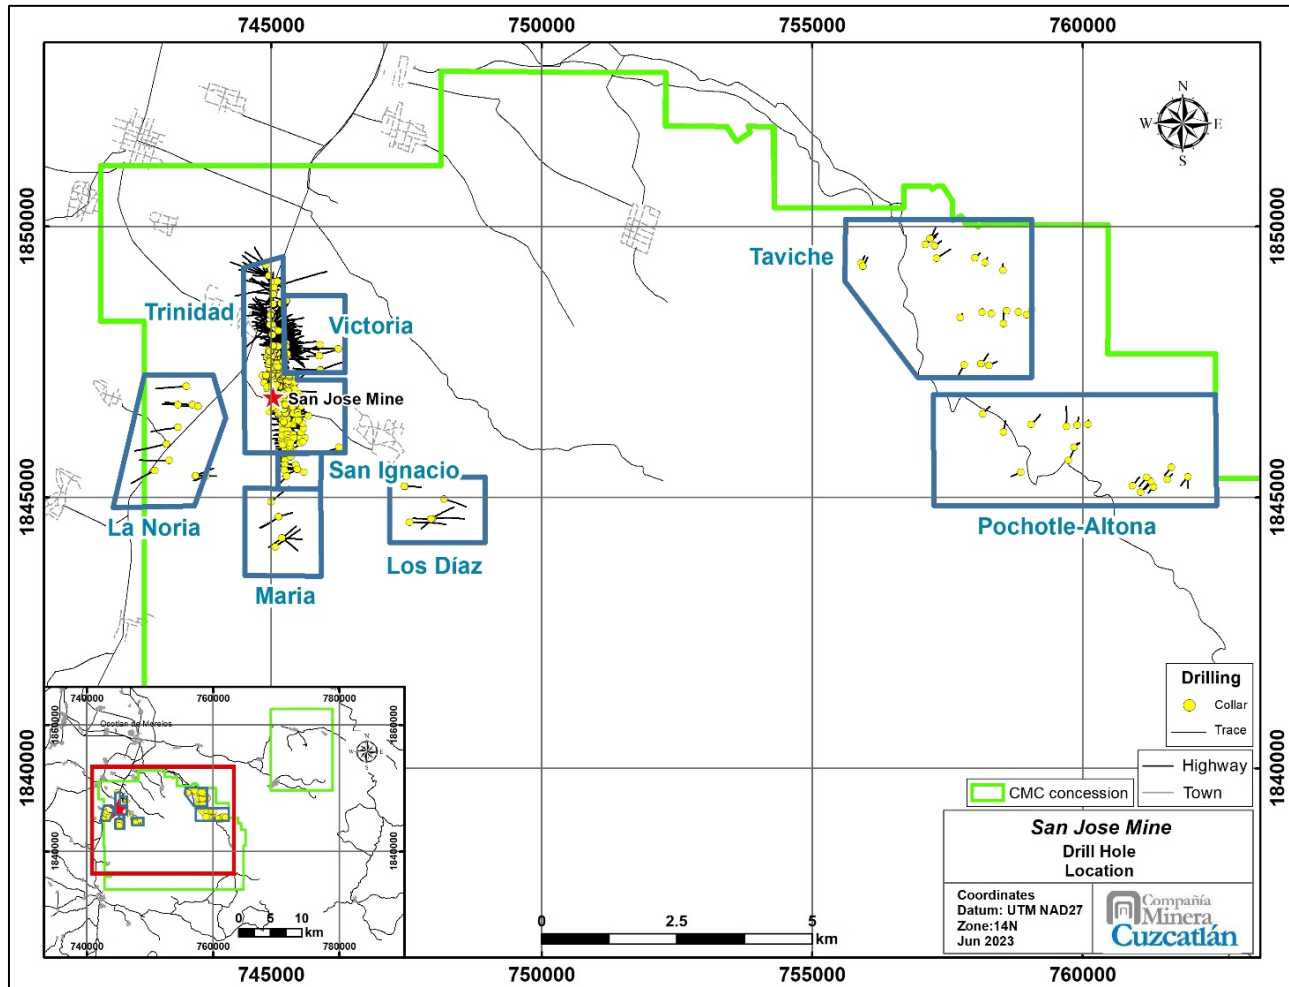 745000 750000 755000 760000
N
W E
S
1850000 1850000
Taviche
Trinidad
Victoria
San Jose Mine
San Ignacio
1845000 1845000
La Noria
Pochotle-Altona
Los Díaz
Maria
Drilling
Collar
Trace
740000 760000 780000
Ocotlan de Morelos
1860000 1860000
N
W E
S
1840000 1840000
0 5 10
km
740000 760000 780000
1840000 1840000
Highway
Town
CMC concession
San Jose Mine
Drill Hole
Location
Coordinates
Datum: UTM NAD27
Zone:14N
Jun 2023
Compañía
Minera
Cuzcatlán
0 2.5 5
km
745000 750000 755000 760000